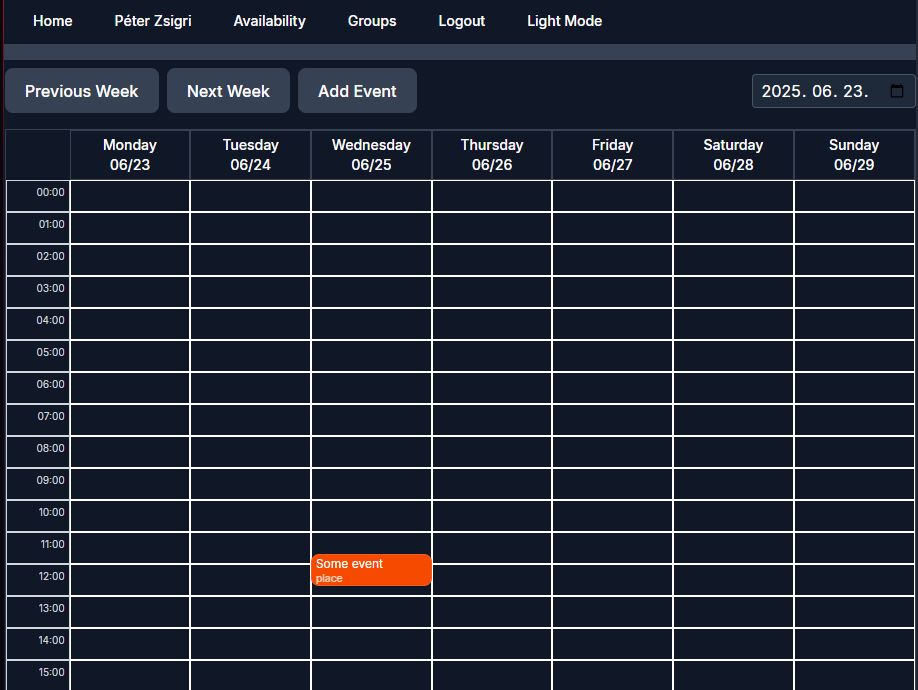 Home Péter Zsigri Availability Groups Logout Light Mode
Previous Week Next Week Add Event 2025. 06. 23.
Monday Tuesday Wednesday Thursday Friday Saturday Sunday
06/23 06/24 06/25 06/26 06/27 06/28 06/29
00:00
01:00
02:00
03:00
04:00
05:00
06:00
07:00
08:00
09:00
10:00
11:00
Some event
12:00 place
13:00
14:00
15:00